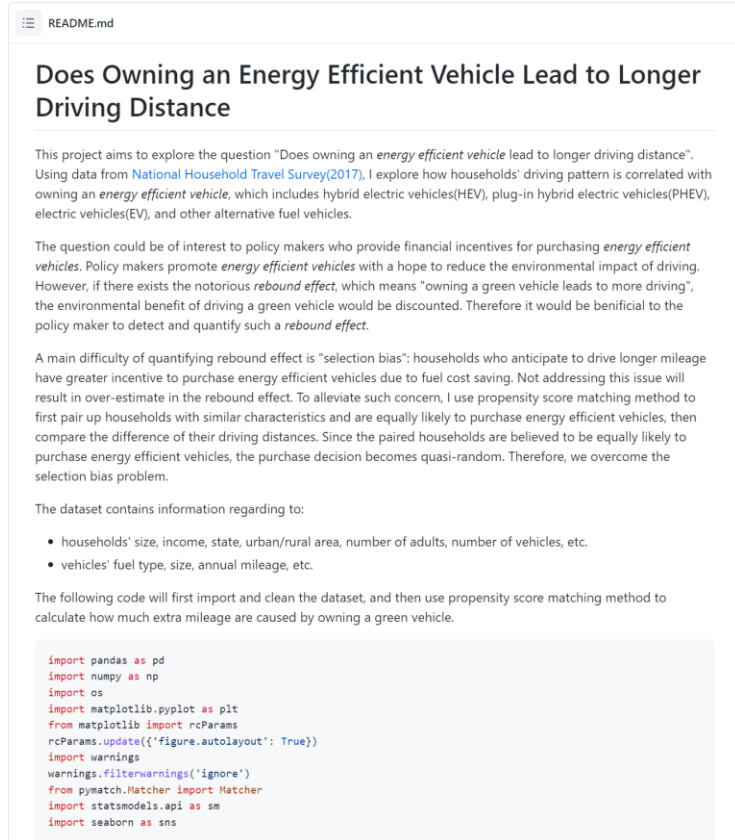 README.md
Does Owning an Energy Efficient Vehicle Lead to Longer
Driving Distance
This project aims to explore the question "Does owning an energy efficient vehicle lead to longer driving distance".
Using data from National Household Travel Survey(2017), I explore how households' driving pattern is correlated with
owning an energy efficient vehicle, which includes hybrid electric vehicles(HEV), plug-in hybrid electric vehicles(PHEV),
electric vehicles(EV), and other alternative fuel vehicles.
The question could be of interest to policy makers who provide financial incentives for purchasing energy efficient
vehicles. Policy makers promote energy efficient vehicles with a hope to reduce the environmental impact of driving.
However, if there exists the notorious rebound effect, which means "owning a green vehicle leads to more driving",
the environmental benefit of driving a green vehicle would be discounted. Therefore it would be benificial to the
policy maker to detect and quantify such a rebound effect.
A main difficulty of quantifying rebound effect is "selection bias": households who anticipate to drive longer mileage
have greater incentive to purchase energy efficient vehicles due to fuel cost saving. Not addressing this issue will
result in over-estimate in the rebound effect. To alleviate such concern, I use propensity score matching method to
first pair up households with similar characteristics and are equally likely to purchase energy efficient vehicles, then
compare the difference of their driving distances. Since the paired households are believed to be equally likely to
purchase energy efficient vehicles, the purchase decision becomes quasi-random. Therefore, we overcome the
selection bias problem.
The dataset contains information regarding to:
• households' size, income, state, urban/rural area, number of adults, number of vehicles, etc.
• vehicles' fuel type, size, annual mileage, etc.
The following code will first import and clean the dataset, and then use propensity score matching method to
calculate how much extra mileage are caused by owning a green vehicle.
import pandas as pd
import numpy as np
import os
import matplotlib.pyplot as plt
from matplotlib import rcParams
rcParams.update({'figure.autolayout': True})
import warnings
warnings.filterwarnings('ignore')
from pymatch.Matcher import Matcher
import statsmodels.api as sm
import seaborn as sns